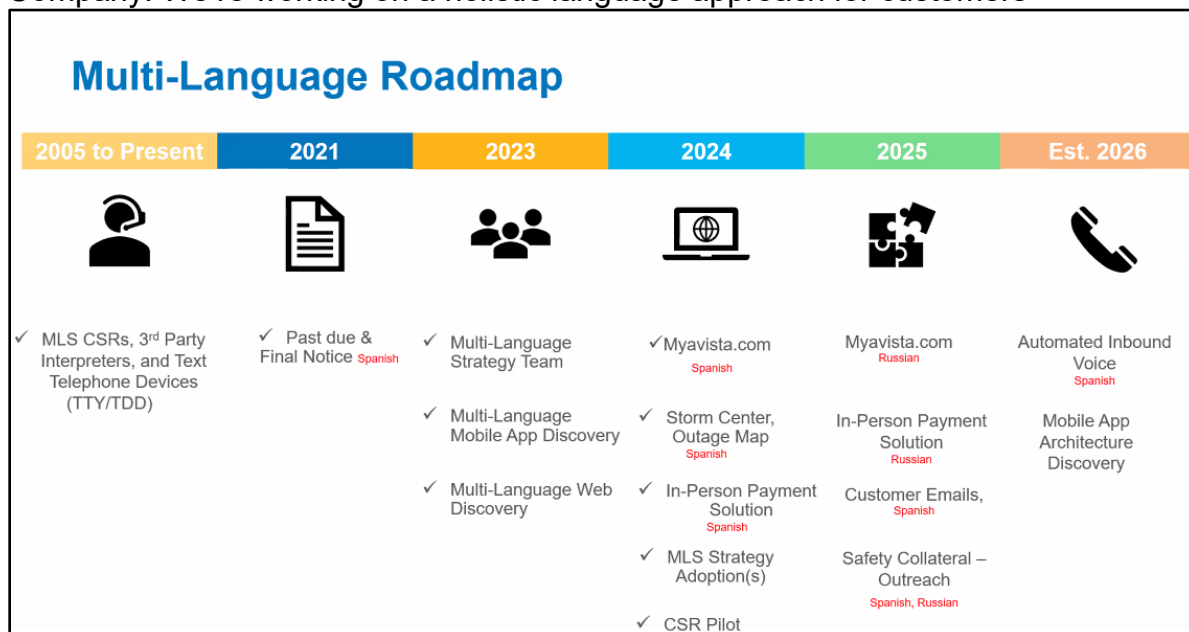 Company: We're working on a holistic language approach for customers
Multi-Language Roadmap
2005 to Present
2021
2023
2024
2025
Est. 2026
✓ MLS CSRs, 3rd Party
Interpreters, and Text
Telephone Devices
(TTY/TDD)
✓ Past due &
Final Notice Spanish
✓ Multi-Language
Strategy Team
✓ Multi-Language
Mobile App Discovery
✓ Multi-Language Web
Discovery
✓ Myavista.com
Spanish
✓ Storm Center,
Outage Map
Spanish
✓ In-Person Payment
Solution
Spanish
✓ MLS Strategy
Adoption(s)
✓ CSR Pilot
Myavista.com
Russian
In-Person Payment
Solution
Russian
Customer Emails,
Spanish
Safety Collateral –
Outreach
Spanish, Russian
Automated Inbound
Voice
Spanish
Mobile App
Architecture
Discovery